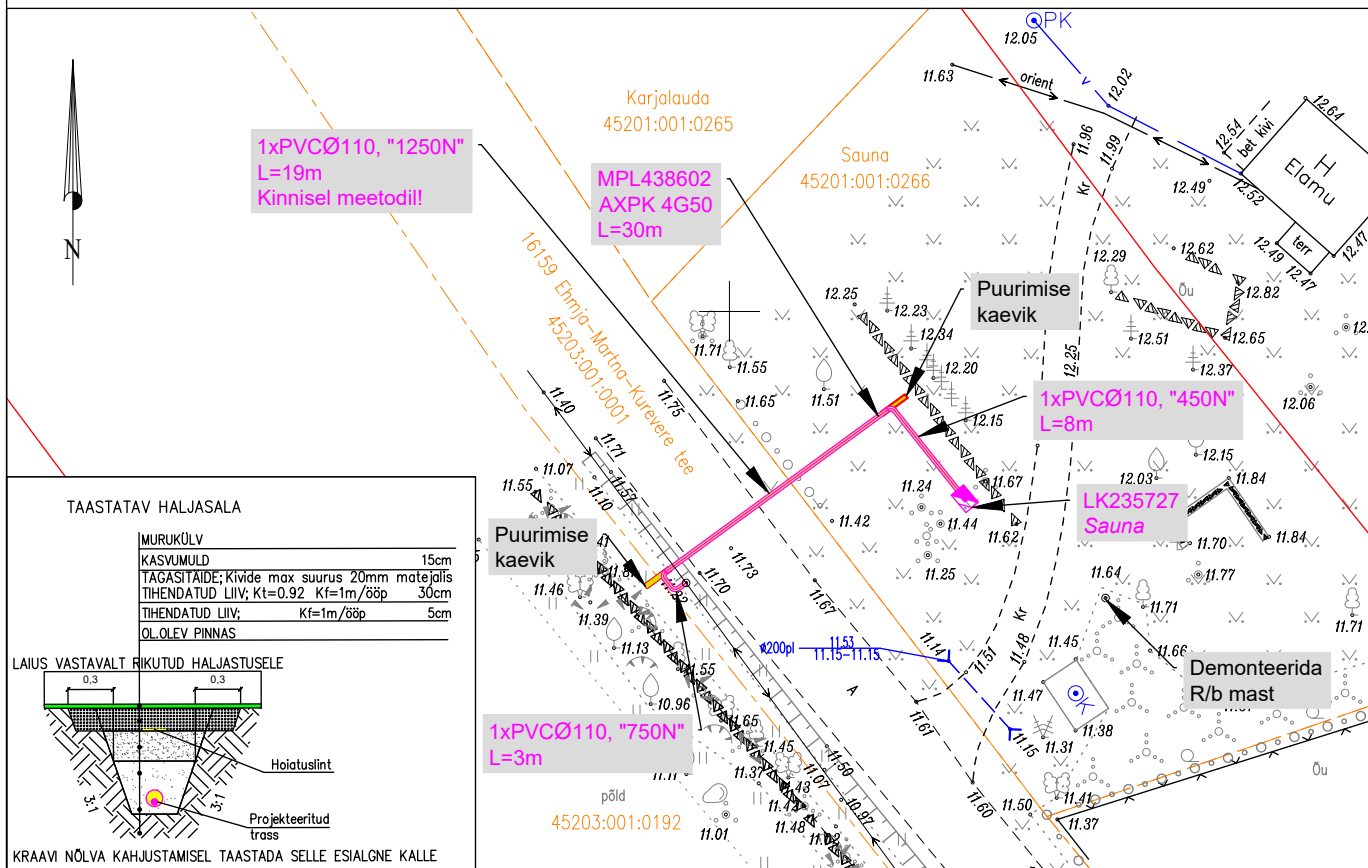 PK
12.05
11.63
orient
v
12.02
12.64
12.54
bet kivi
11.96
11.99
Kr
Karjalauda
45201:001:0265
1xPVCØ110, "1250N"
L=19m
Kinnisel meetodil!
MPL438602
AXPK 4G50
L=30m
Sauna
45201:001:0266
H
Elamu
12.49
12.52
terr
12.49
12.47
12.47
12.62
12.29
Õu
12.82
12.65
12.51
12.37
12.06
N
16159 Ehmja-Martna-Kurevere tee
45203:001:0001
Puurimise
kaevik
12.25
12.23
12.34
12.20
12.15
12.25
11.71
11.55
11.75
11.65
11.51
11.40
1xPVCØ110, "450N"
L=8m
11.71
11.57
11.07
11.10
11.55
12.15
12.03
11.84
11.84
11.67
11.24
11.44
11.62
11.42
11.25
LK235727
Sauna
11.70
11.77
Puurimise
kaevik
11.46
11.39
11.13
11.70
11.73
11.67
11.64
11.71
11.71
11.66
Demonteerida
R/b mast
ø200pl
11.53
11.15-11.15
11.14
11.51
11.48
Kr
11.45
11.47
K
11.38
11.31
11.15
11.61
A
11.55
10.96
11.65
11.45
11.07
11.50
11.37
11.43
11.48
10.97
11.01
11.60
11.50
11.41
11.37
Õu
1xPVCØ110, "750N"
L=3m
põld
45203:001:0192
TAASTATAV HALJASALA
MURUKÜLV
KASVUMULD 15cm
TAGASITÄIDE; Kivide max suurus 20mm matejalis
TIHENDATUD LIIV; Kt=0.92 Kf=1m/ööp 30cm
TIHENDATUD LIIV; Kf=1m/ööp 5cm
OL.OLEV PINNAS
LAIUS VASTAVALT RIKUTUD HALJASTUSELE
0,3
0,3
Hoiatuslint
3:1
3:1
Projekteeritud
trass
KRAAVI NÕLVA KAHJUSTAMISEL TAASTADA SELLE ESIALGNE KALLE